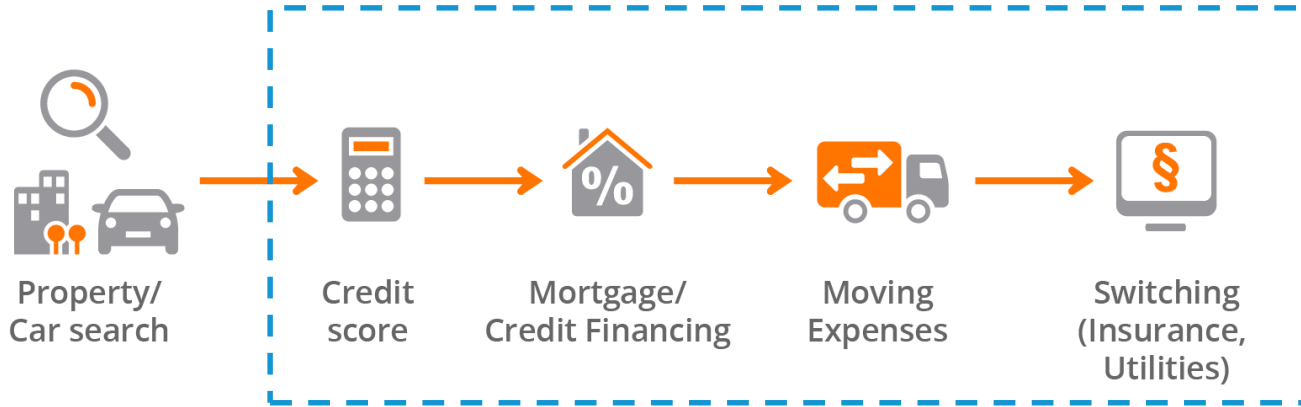 %
§
Property/
Car search
Credit
score
Mortgage/
Credit Financing
Moving
Expenses
Switching
(Insurance,
Utilities)